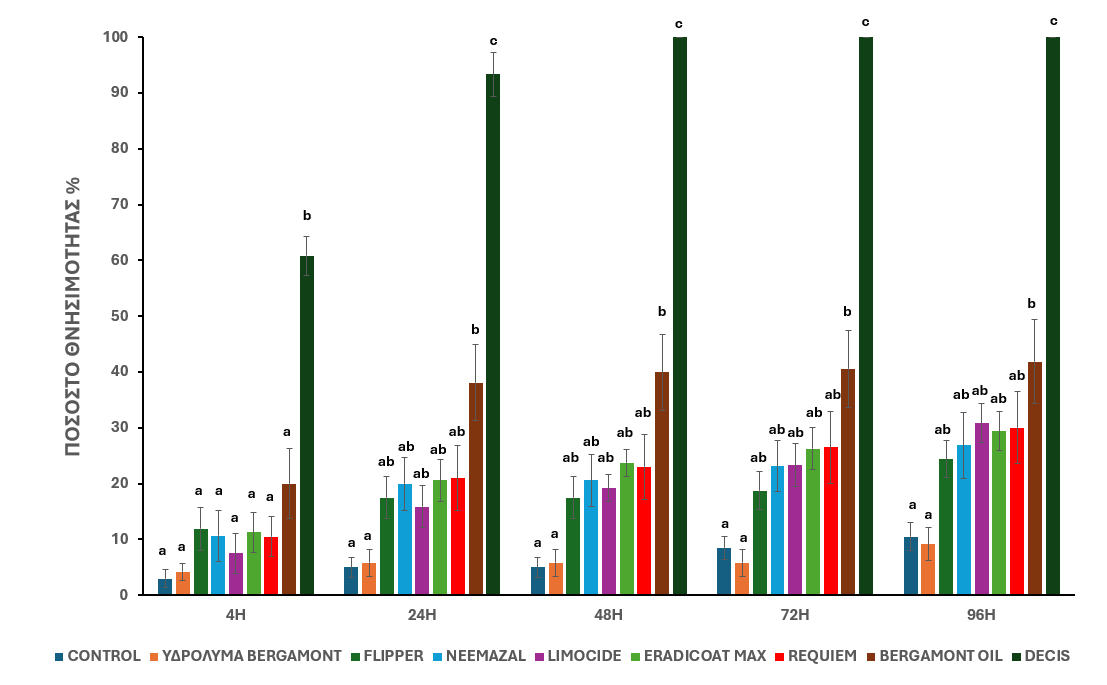 ΠΟΣΟΣΤΟ ΘΝΗΣΙΜΟΤΗΤΑΣ %
100
90
80
70
60
50
40
30
20
10
0
a a a a a a a a b
a a ab ab ab ab ab b c
a a ab ab ab ab ab b c
a a ab ab ab ab ab b c
a a ab ab ab ab ab b c
4H 24H 48H 72H 96H
CONTROL ΥΔΡΟΛΥΜΑ BERGAMONT FLIPPER NEEMAZAL LIMOCIDE ERADICOAT MAX REQUIEM BERGAMONT OIL DECIS